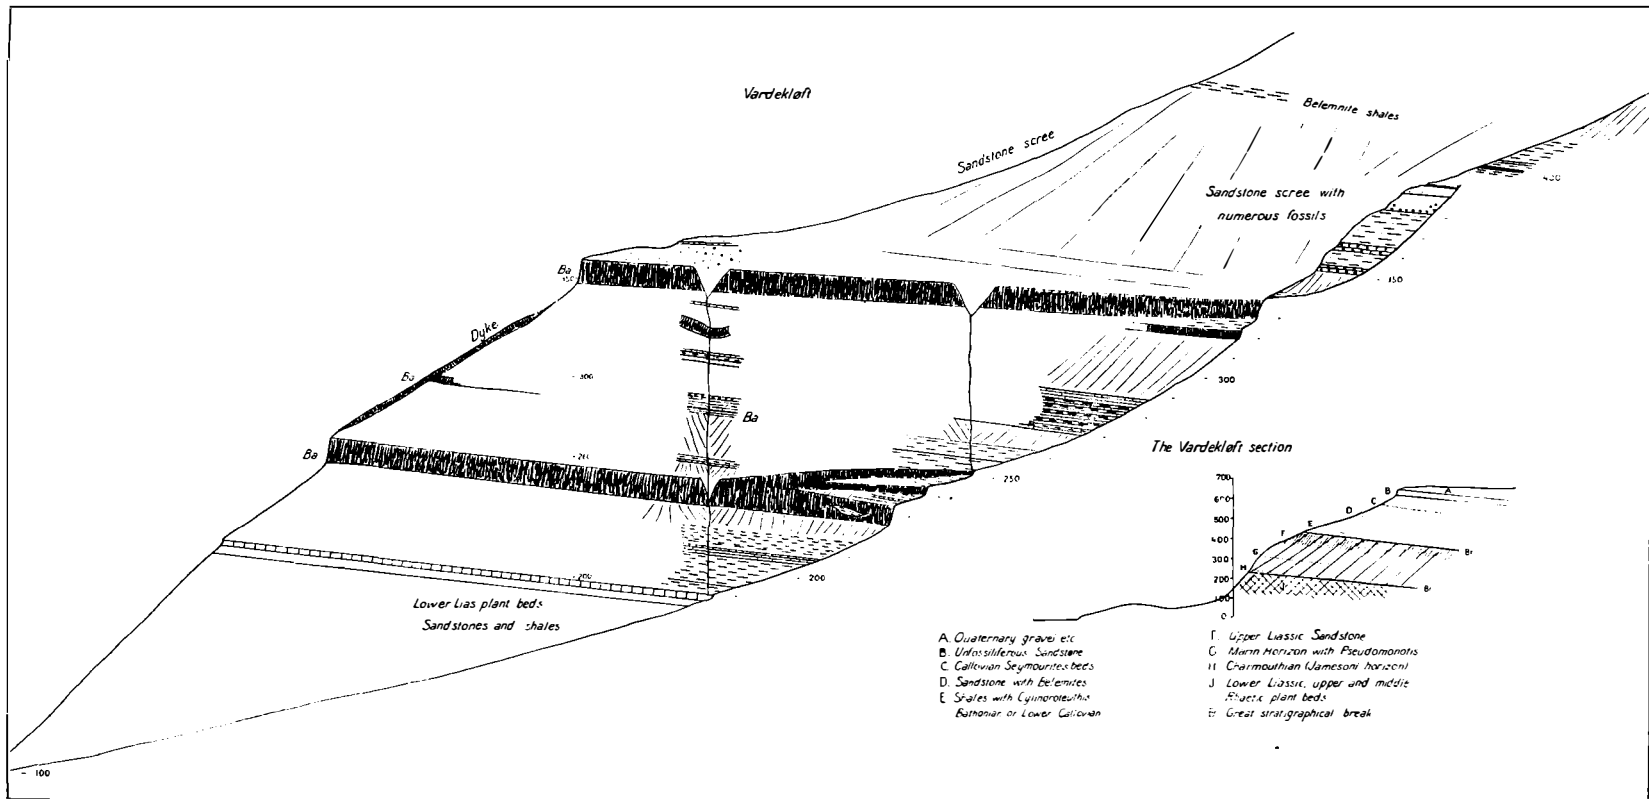 Vardekløft
Belemnite shales
Sandstone scree
Sandstone scree with
numerous fossils
400
150
Ba
Dyke
Ba
300
300
Ba
Ba
250
200
200
Lower Lias plant beds
Sandstones and shales
- 100
The Vardekløft section
700
600
500
400
300
200
100
0
A
B
C
D
E
F
G
H
J
Br
Br
A. Quaternary gravel etc
B. Unfossiliferous Sandstone
C Callovian Seymourites beds
D. Sandstone with Belemites
E Shales with Cylindroteuthis
Bathonian or Lower Callovian
F. Upper Liassic Sandstone
G Marin Horizon with Pseudomonotis
H Charmouthian (Jamesoni horizon)
J Lower Liassic, upper and middle
Rhaetic plant beds
Br Great stratigraphical break